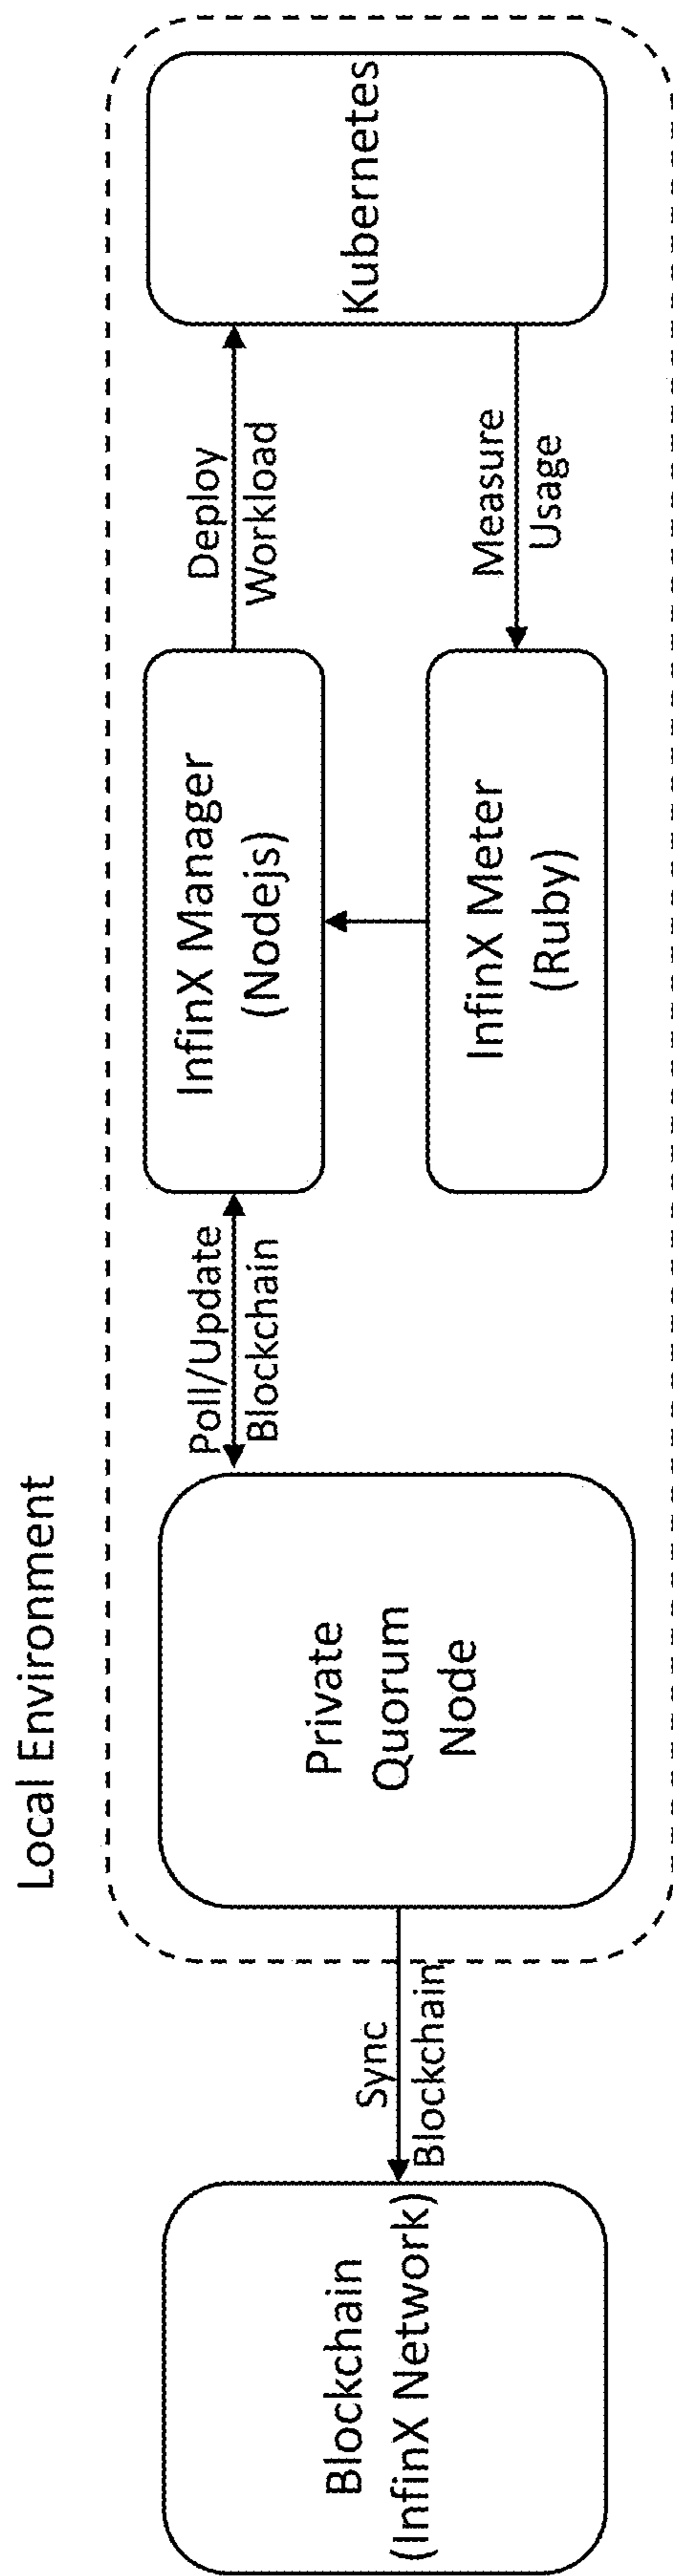 Local Environment
Blockchain
(InfinX Network)
Sync
Blockchain
Private
Quorum
Node
Poll/Update
Blockchain
InfinX Manager
(Nodejs)
InfinX Meter
(Ruby)
Deploy
Workload
Measure
Usage
Kubernetes